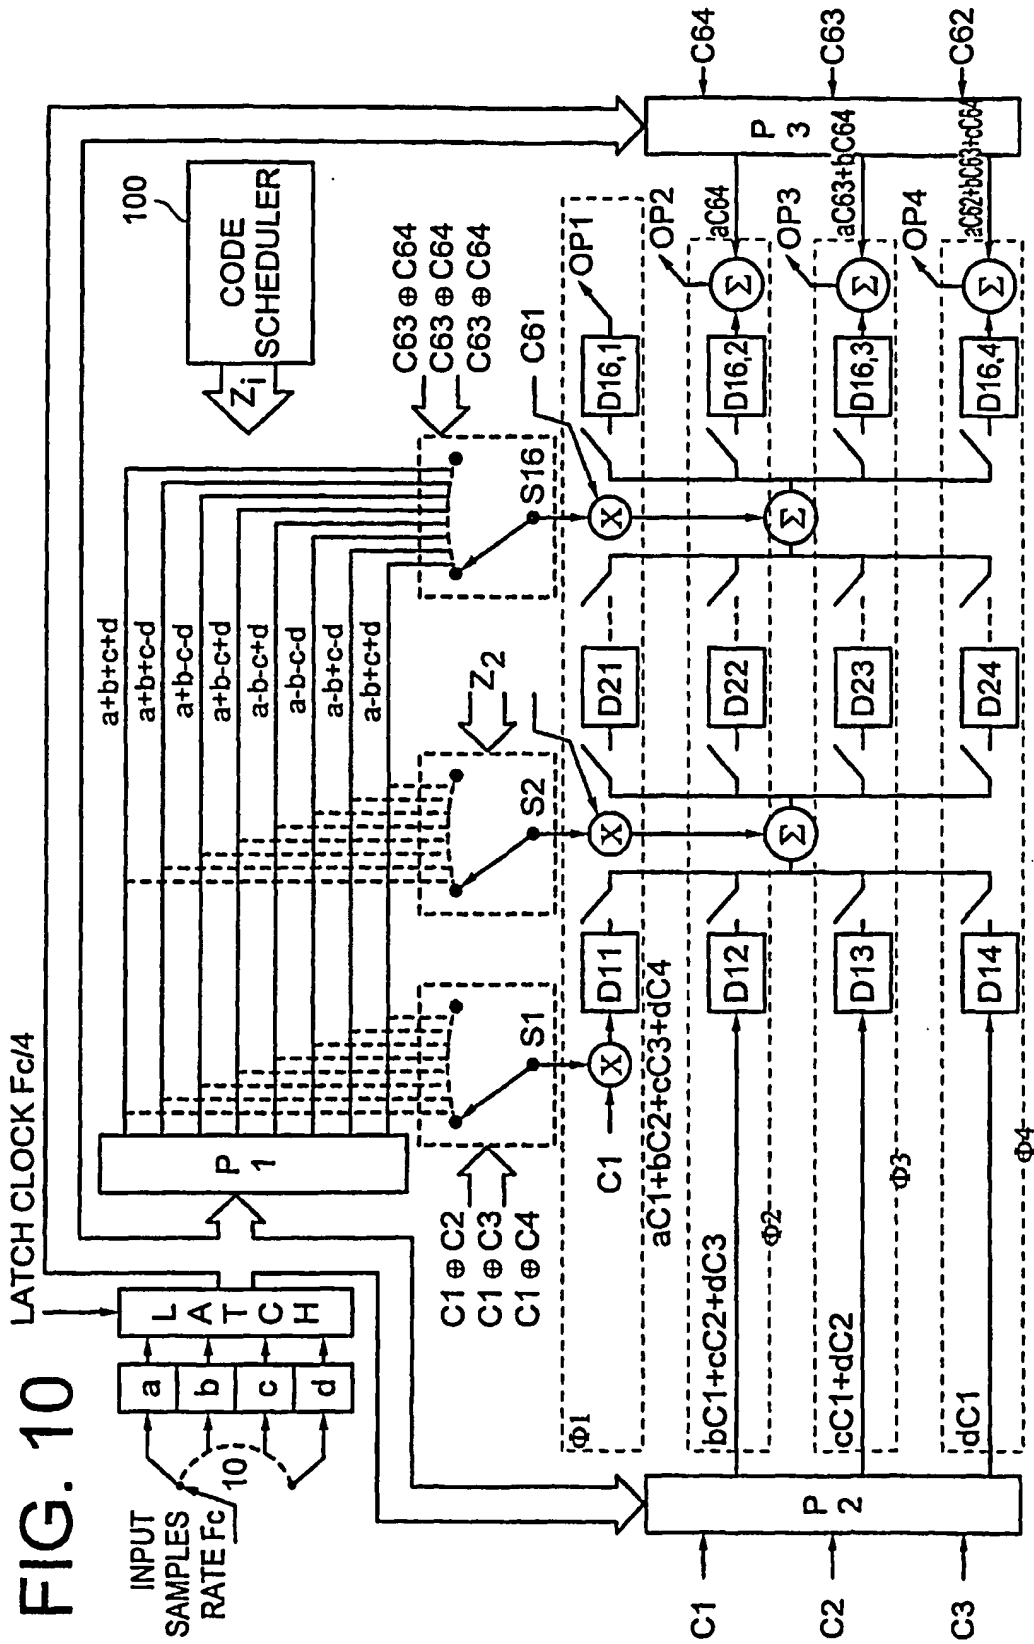 FIG. 10
INPUT
SAMPLES
RATE Fc
10
a
b
c
d
LATCH CLOCK Fc/4
L
A
T
C
H
P
1
a+b+c+d
a+b+c-d
a+b-c-d
a+b-c+d
a-b-c+d
a-b-c-d
a-b+c-d
a-b+c+d
Zi
CODE
SCHEDULER
100
C1⊕C2
C1⊕C3
C1⊕C4
S1
S2
Z2
S16
C63⊕C64
C63⊕C64
C63⊕C64
C61
Φ1
C1
X
D11
X
D21
X
D16,1
OP1
aC1+bC2+cC3+dC4
C1
C2
C3
P
2
bC1+cC2+dC3
Φ2
D12
Σ
D22
Σ
D16,2
Σ
OP2
aC64
cC1+dC2
Φ3
D13
D23
D16,3
Σ
OP3
aC63+bC64
dC1
Φ4
D14
D24
D16,4
Σ
OP4
aC62+bC63+cC64
P
3
C64
C63
C62